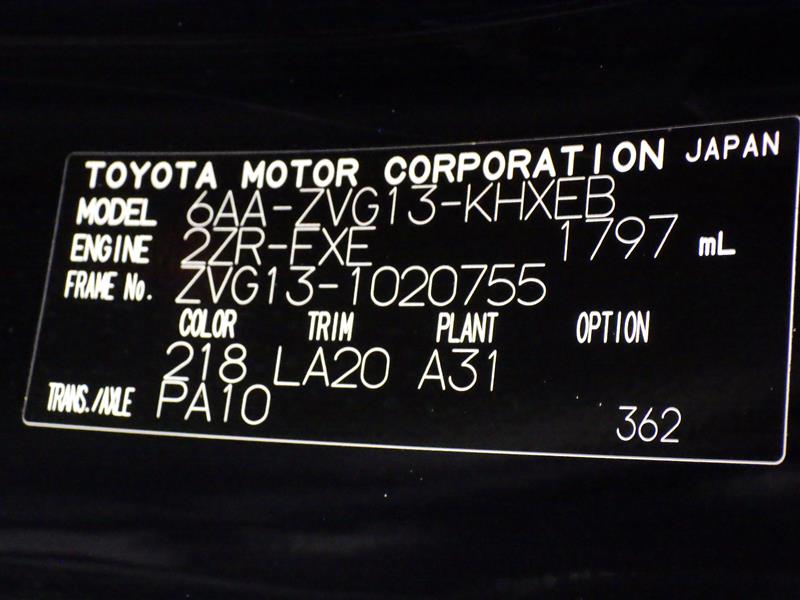 TOYOTA MOTOR CORPORATION JAPAN
MODEL 6AA-ZVG13-KHXEB
ENGINE 2ZR-FXE 1797 mL
FRAME No. ZVG13-1020755
COLOR TRIM PLANT OPTION
218 LA20 A31
TRANS./AXLE PA10
362